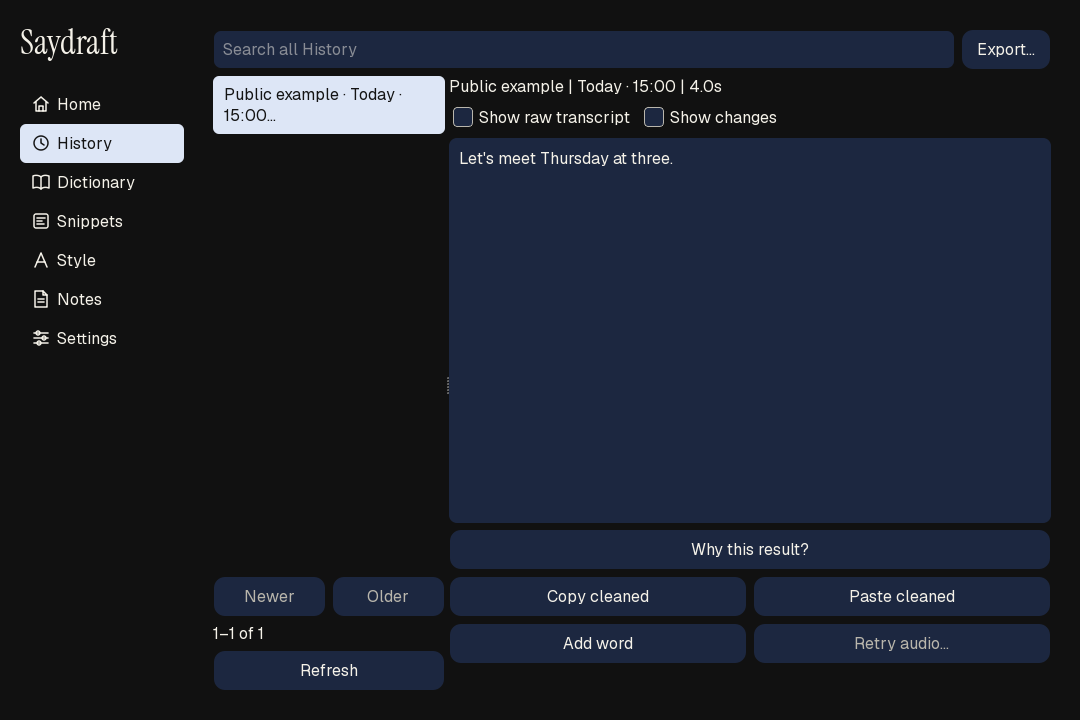 Saydraft
Home
History
Dictionary
Snippets
Style
Notes
Settings
Search all History
Export...
Public example · Today ·
15:00...
Public example | Today · 15:00 | 4.0s
Show raw transcript
Show changes
Let's meet Thursday at three.
Why this result?
Newer
Older
Copy cleaned
Paste cleaned
1–1 of 1
Add word
Retry audio...
Refresh